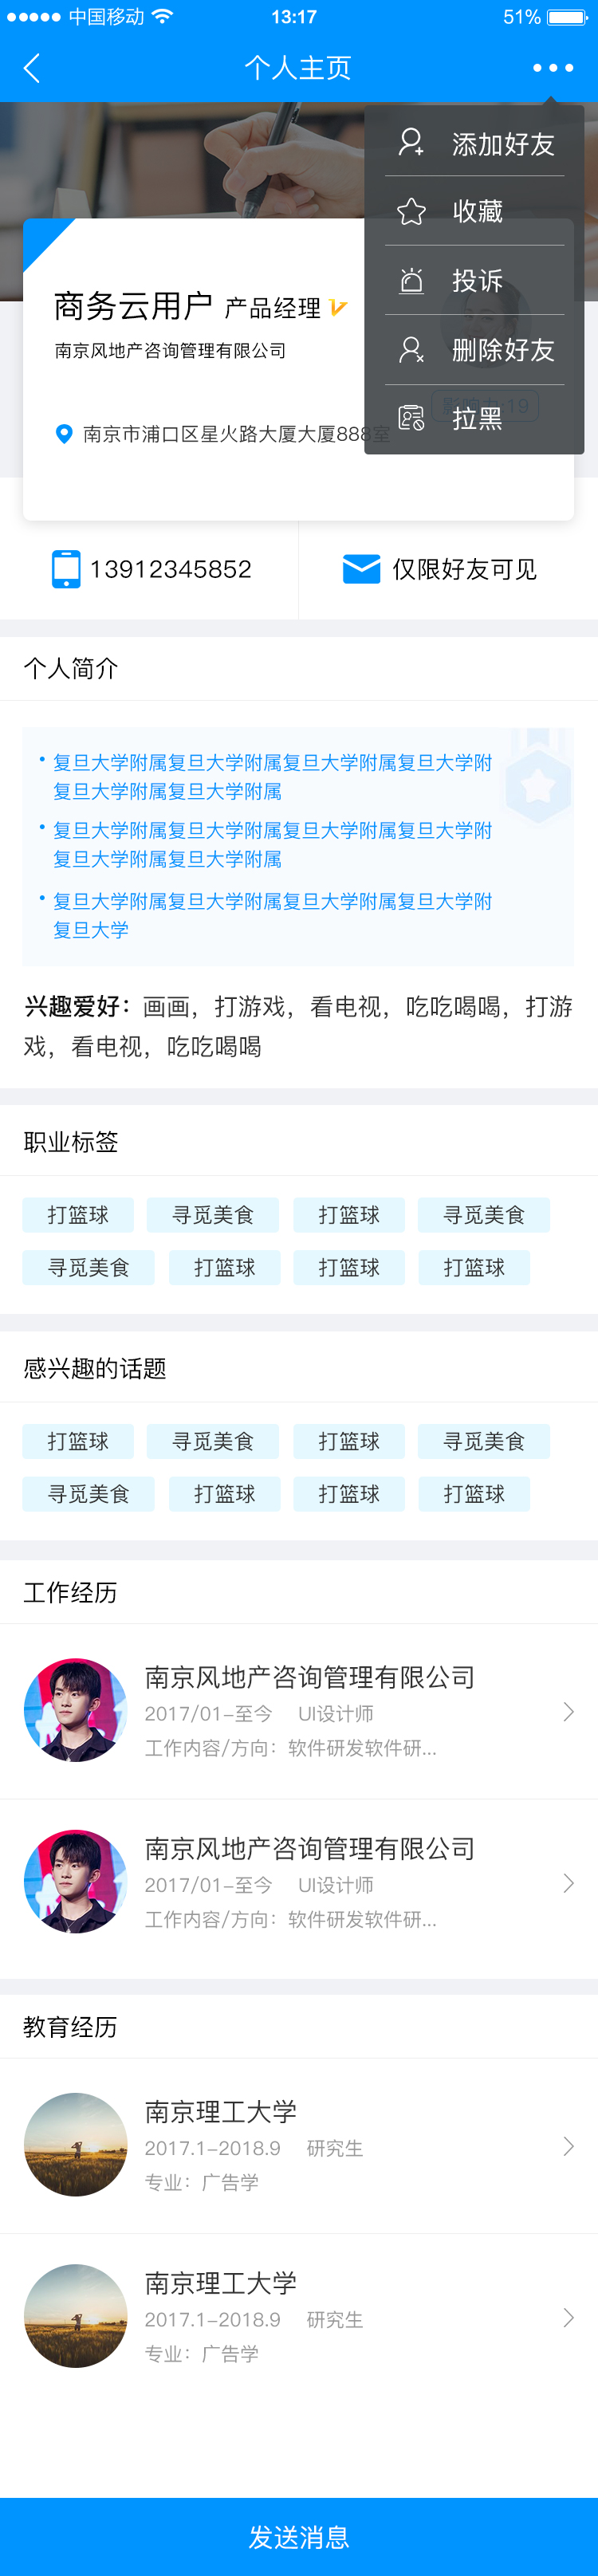 中国移动 13:17 51%
个人主页
添加好友
收藏
投诉
删除好友
拉黑
商务云用户 产品经理
南京风地产咨询管理有限公司
影响力 19
南京市浦口区星火路大厦大厦888室
13912345852 仅限好友可见
个人简介
复旦大学附属复旦大学附属复旦大学附属复旦大学附
复旦大学附属复旦大学附属
复旦大学附属复旦大学附属复旦大学附属复旦大学附
复旦大学附属复旦大学附属
复旦大学附属复旦大学附属复旦大学附属复旦大学附
复旦大学
兴趣爱好：画画，打游戏，看电视，吃吃喝喝，打游
戏，看电视，吃吃喝喝
职业标签
打篮球 寻觅美食 打篮球 寻觅美食
寻觅美食 打篮球 打篮球 打篮球
感兴趣的话题
打篮球 寻觅美食 打篮球 寻觅美食
寻觅美食 打篮球 打篮球 打篮球
工作经历
南京风地产咨询管理有限公司
2017/01-至今 UI设计师
工作内容/方向：软件研发软件研...
南京风地产咨询管理有限公司
2017/01-至今 UI设计师
工作内容/方向：软件研发软件研...
教育经历
南京理工大学
2017.1-2018.9 研究生
专业：广告学
南京理工大学
2017.1-2018.9 研究生
专业：广告学
发送消息